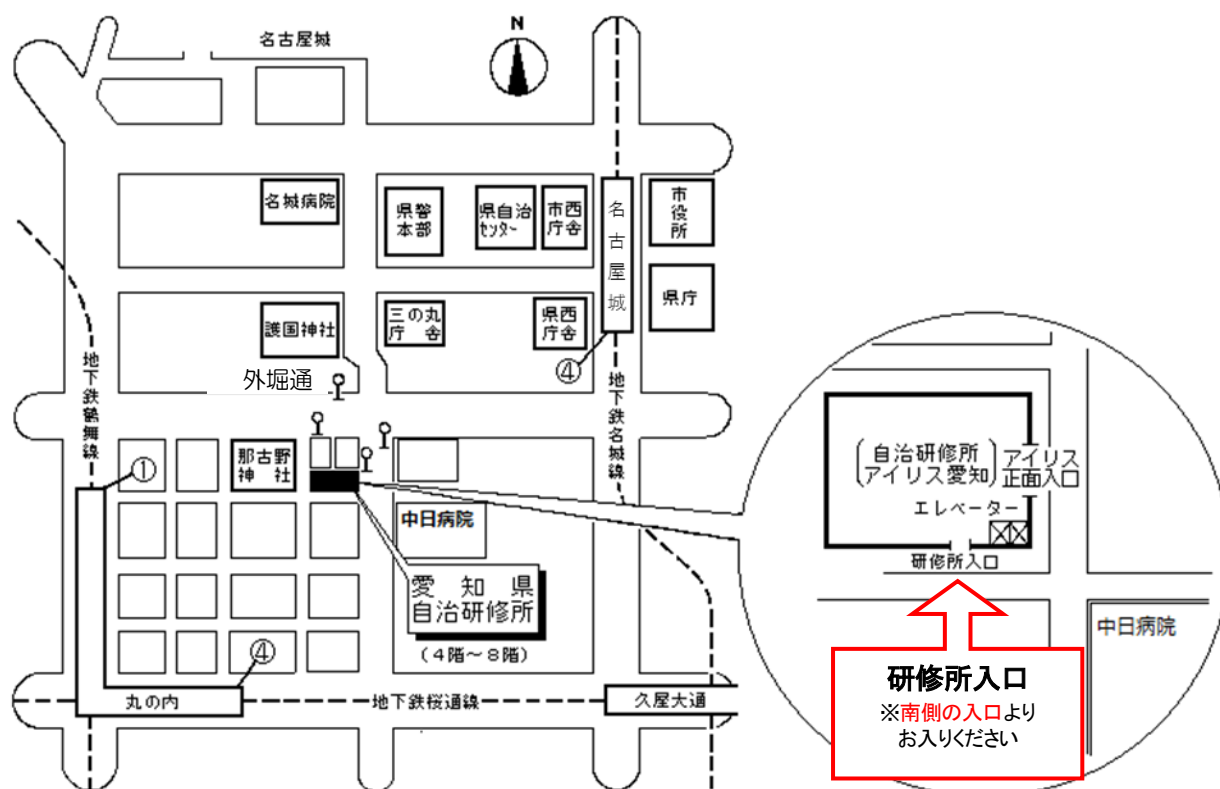 名古屋城
N
名城病院
県警
本部
県自治
センター
市西
庁舎
名古屋城
市役所
県庁
護国神社
三の丸
庁舎
県西
庁舎
④
外堀通
地下鉄鶴舞線
地下鉄名城線
①
那古野
神社
中日病院
愛知県
自治研修所
(4階~8階)
④
丸の内
地下鉄桜通線
久屋大通
自治研修所
アイリス愛知
アイリス
正面入口
エレベーター
研修所入口
中日病院
研修所入口
※南側の入口より
お入りください